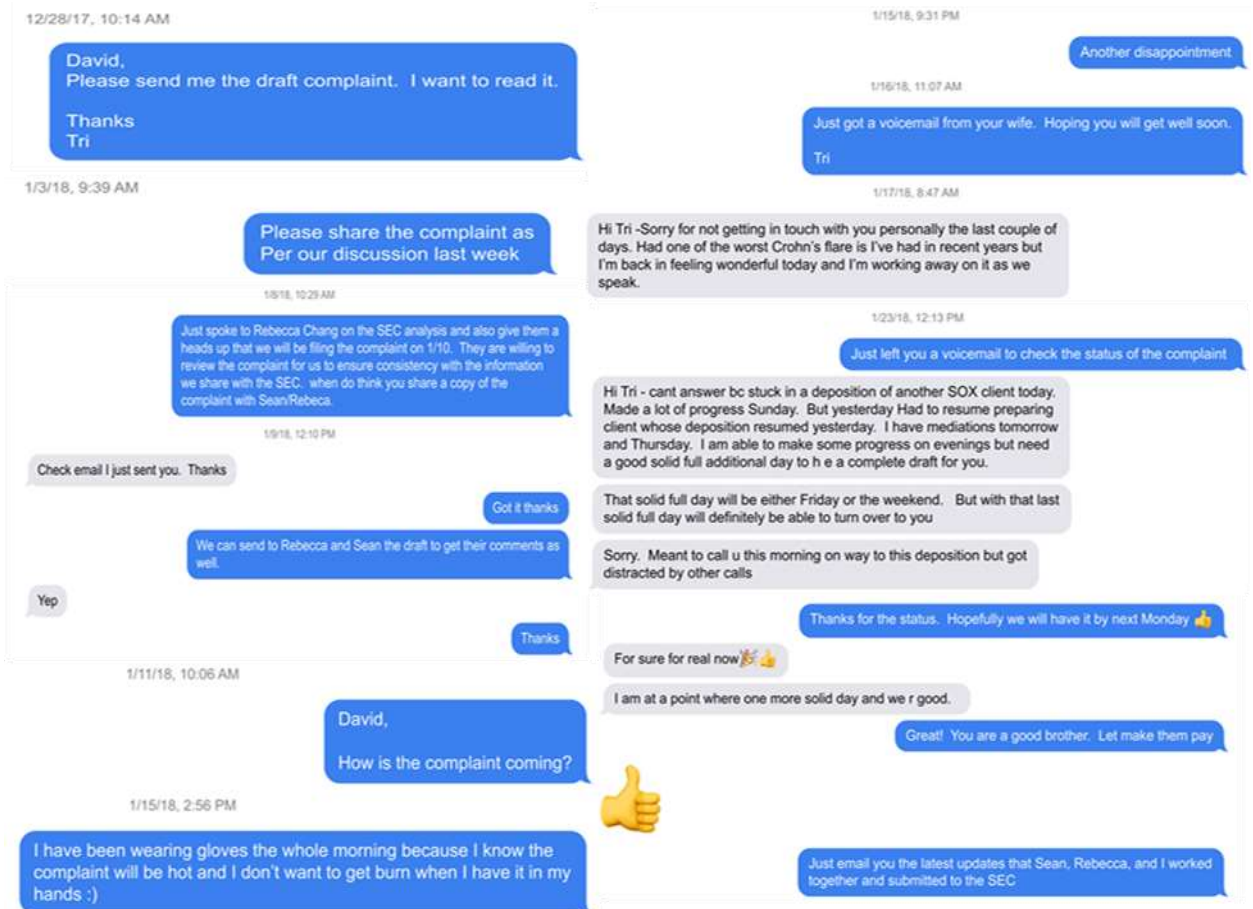 12/28/17, 10:14 AM
David,
Please send me the draft complaint.  I want to read it.
Thanks
Tri
1/3/18, 9:39 AM
Please share the complaint as
Per our discussion last week
1/8/18, 10:29 AM
Just spoke to Rebecca Chang on the SEC analysis and also give them a
heads up that we will be filing the complaint on 1/10.  They are willing to
review the complaint for us to ensure consistency with the information
we share with the SEC.  when do think you share a copy of the
complaint with Sean/Rebeca.
1/9/18, 12:10 PM
Check email I just sent you.  Thanks
Got it thanks
We can send to Rebecca and Sean the draft to get their comments as
well.
Yep
Thanks
1/11/18, 10:06 AM
David,
How is the complaint coming?
1/15/18, 2:56 PM
I have been wearing gloves the whole morning because I know the
complaint will be hot and I don't want to get burn when I have it in my
hands :)
1/15/18, 9:31 PM
Another disappointment
1/16/18, 11:07 AM
Just got a voicemail from your wife.  Hoping you will get well soon.
Tri
1/17/18, 8:47 AM
Hi Tri -Sorry for not getting in touch with you personally the last couple of
days. Had one of the worst Crohn's flare is I've had in recent years but
I'm back in feeling wonderful today and I'm working away on it as we
speak.
1/23/18, 12:13 PM
Just left you a voicemail to check the status of the complaint
Hi Tri - cant answer bc stuck in a deposition of another SOX client today.
Made a lot of progress Sunday.  But yesterday Had to resume preparing
client whose deposition resumed yesterday.  I have mediations tomorrow
and Thursday.  I am able to make some progress on evenings but need
a good solid full additional day to h e a complete draft for you.
That solid full day will be either Friday or the weekend.   But with that last
solid full day will definitely be able to turn over to you
Sorry.  Meant to call u this morning on way to this deposition but got
distracted by other calls
Thanks for the status.  Hopefully we will have it by next Monday 👍
For sure for real now🎉👍
I am at a point where one more solid day and we r good.
Great!  You are a good brother.  Let make them pay
👍
Just email you the latest updates that Sean, Rebecca, and I worked
together and submitted to the SEC